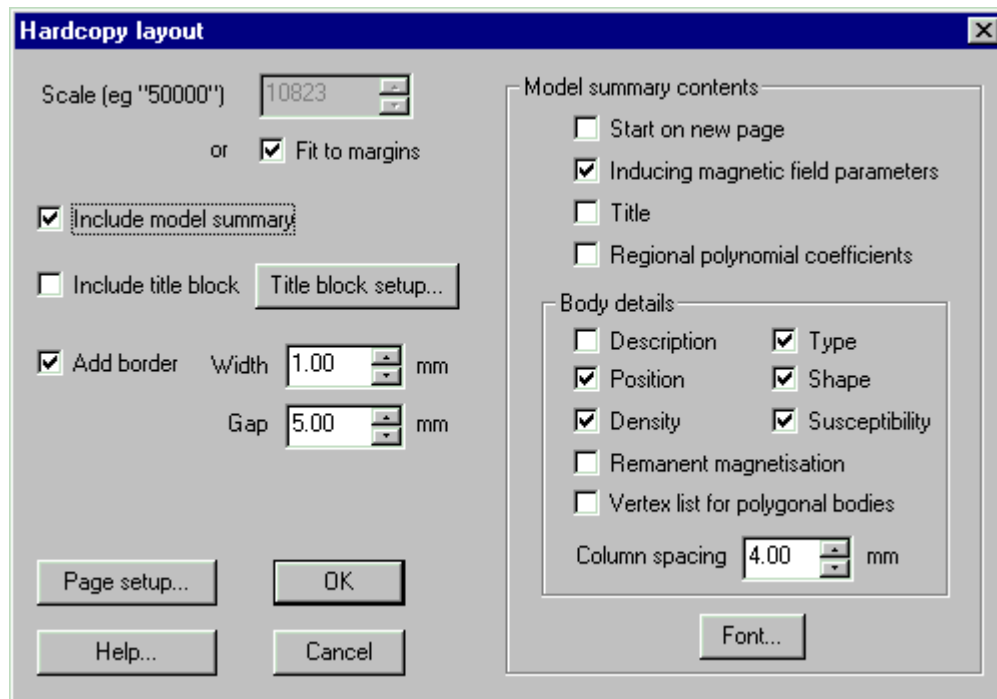 Hardcopy layout
Scale (eg "50000") 10823
or Fit to margins
Include model summary
Include title block Title block setup...
Add border Width 1.00 mm
Gap 5.00 mm
Page setup... OK
Help... Cancel
Model summary contents
Start on new page
Inducing magnetic field parameters
Title
Regional polynomial coefficients
Body details
Description Type
Position Shape
Density Susceptibility
Remanent magnetisation
Vertex list for polygonal bodies
Column spacing 4.00 mm
Font...